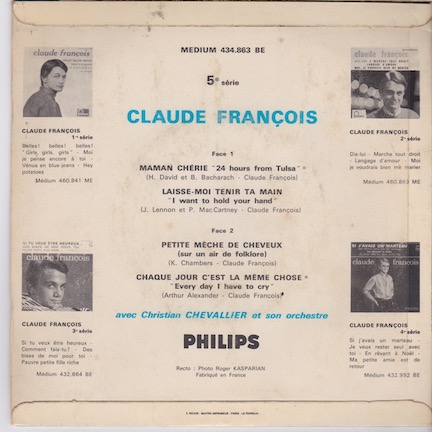 MEDIUM 434.863 BE
5e série
CLAUDE FRANÇOIS
Face 1
MAMAN CHÉRIE "24 hours from Tulsa" *
(H. David et B. Bacharach - Claude François)
LAISSE-MOI TENIR TA MAIN
"I want to hold your hand"
(J. Lennon et P. MacCartney - Claude François)
Face 2
PETITE MÈCHE DE CHEVEUX
(sur un air de folklore)
(K. Chambers - Claude François)
CHAQUE JOUR C'EST LA MÊME CHOSE *
"Every day I have to cry"
(Arthur Alexander - Claude François)
avec Christian CHEVALLIER et son orchestre
PHILIPS
Recto : Photo Roger KASPARIAN
Fabriqué en France
claude françois
CLAUDE FRANÇOIS
1re série
Belles! belles! belles!
"Girls, girls, girls" - Moi
je pense encore à toi -
Vénus en blue-jeans - Hey
potatoes
Médium 460.841 ME
claude françois
CLAUDE FRANÇOIS
2e série
Dis-lui - Marche tout droit
- Langage d'amour - Moi
je voudrais bien me marier
Médium 460.863 ME
SI TU VEUX ÊTRE HEUREUX
claude françois
CLAUDE FRANÇOIS
3e série
Si tu veux être heureux -
Comment fais-tu? - Des
bises de moi pour toi -
Pauvre petite fille riche
Médium 432.864 BE
SI J'AVAIS UN MARTEAU
claude françois
CLAUDE FRANÇOIS
4e série
Si j'avais un marteau -
Je veux rester seul avec
toi - En rêvant à Noël -
Ma petite amie est de
retour
Médium 432.992 BE